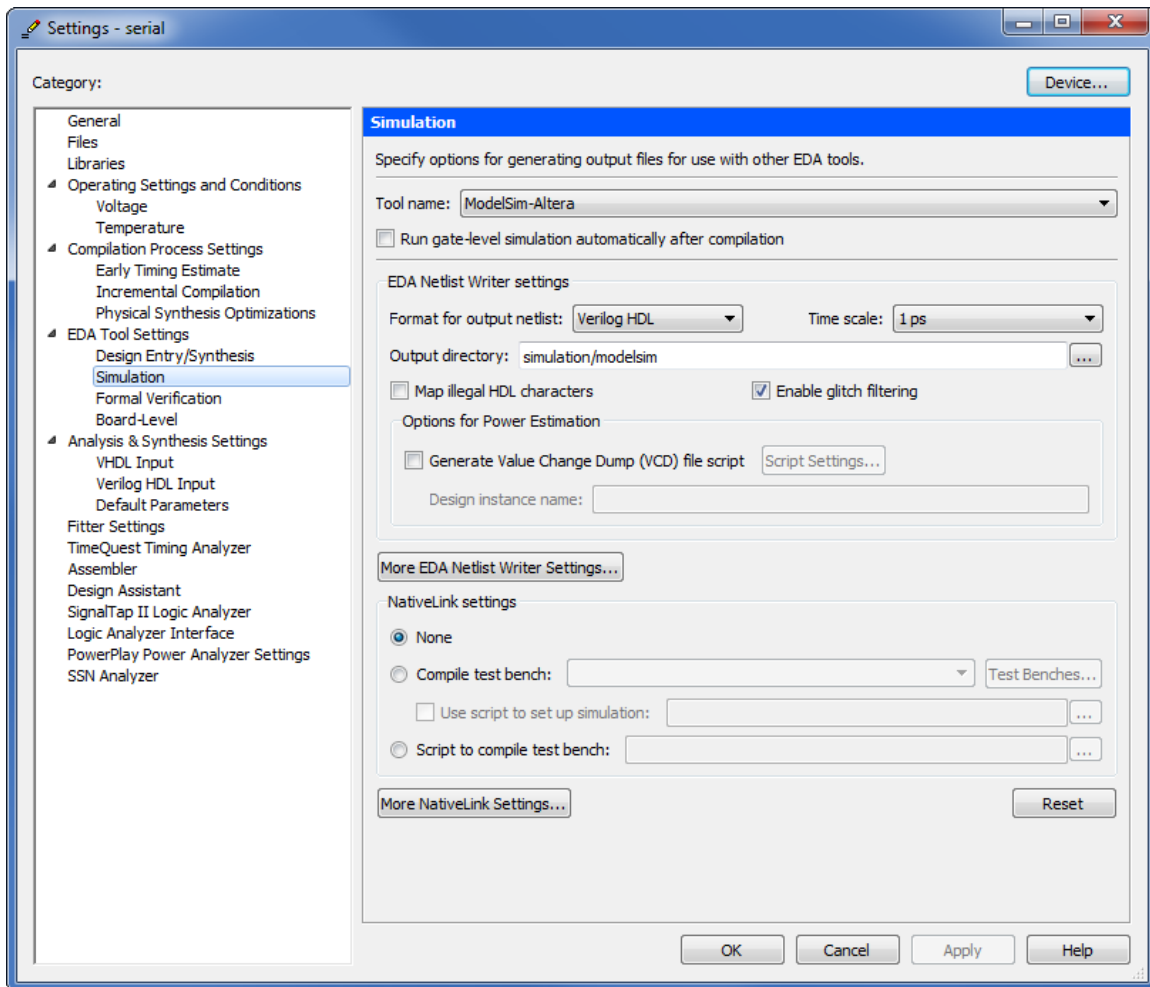 Settings - serial
Category:
Device...
General
Files
Libraries
Operating Settings and Conditions
Voltage
Temperature
Compilation Process Settings
Early Timing Estimate
Incremental Compilation
Physical Synthesis Optimizations
EDA Tool Settings
Design Entry/Synthesis
Simulation
Formal Verification
Board-Level
Analysis & Synthesis Settings
VHDL Input
Verilog HDL Input
Default Parameters
Fitter Settings
TimeQuest Timing Analyzer
Assembler
Design Assistant
SignalTap II Logic Analyzer
Logic Analyzer Interface
PowerPlay Power Analyzer Settings
SSN Analyzer
Simulation
Specify options for generating output files for use with other EDA tools.
Tool name: ModelSim-Altera
Run gate-level simulation automatically after compilation
EDA Netlist Writer settings
Format for output netlist: Verilog HDL Time scale: 1 ps
Output directory: simulation/modelsim ...
Map illegal HDL characters Enable glitch filtering
Options for Power Estimation
Generate Value Change Dump (VCD) file script Script Settings...
Design instance name:
More EDA Netlist Writer Settings...
NativeLink settings
None
Compile test bench: Test Benches...
Use script to set up simulation: ...
Script to compile test bench: ...
More NativeLink Settings... Reset
OK Cancel Apply Help